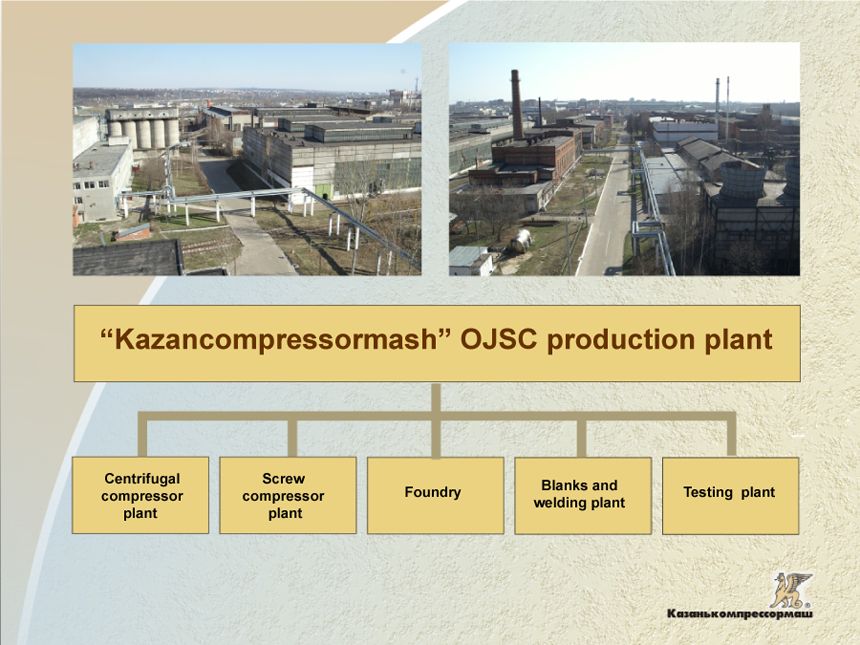 “Kazancompressormash” OJSC production plant
Centrifugal
compressor
plant
Screw
compressor
plant
Foundry
Blanks and
welding plant
Testing plant
®
Казанькомпрессормаш